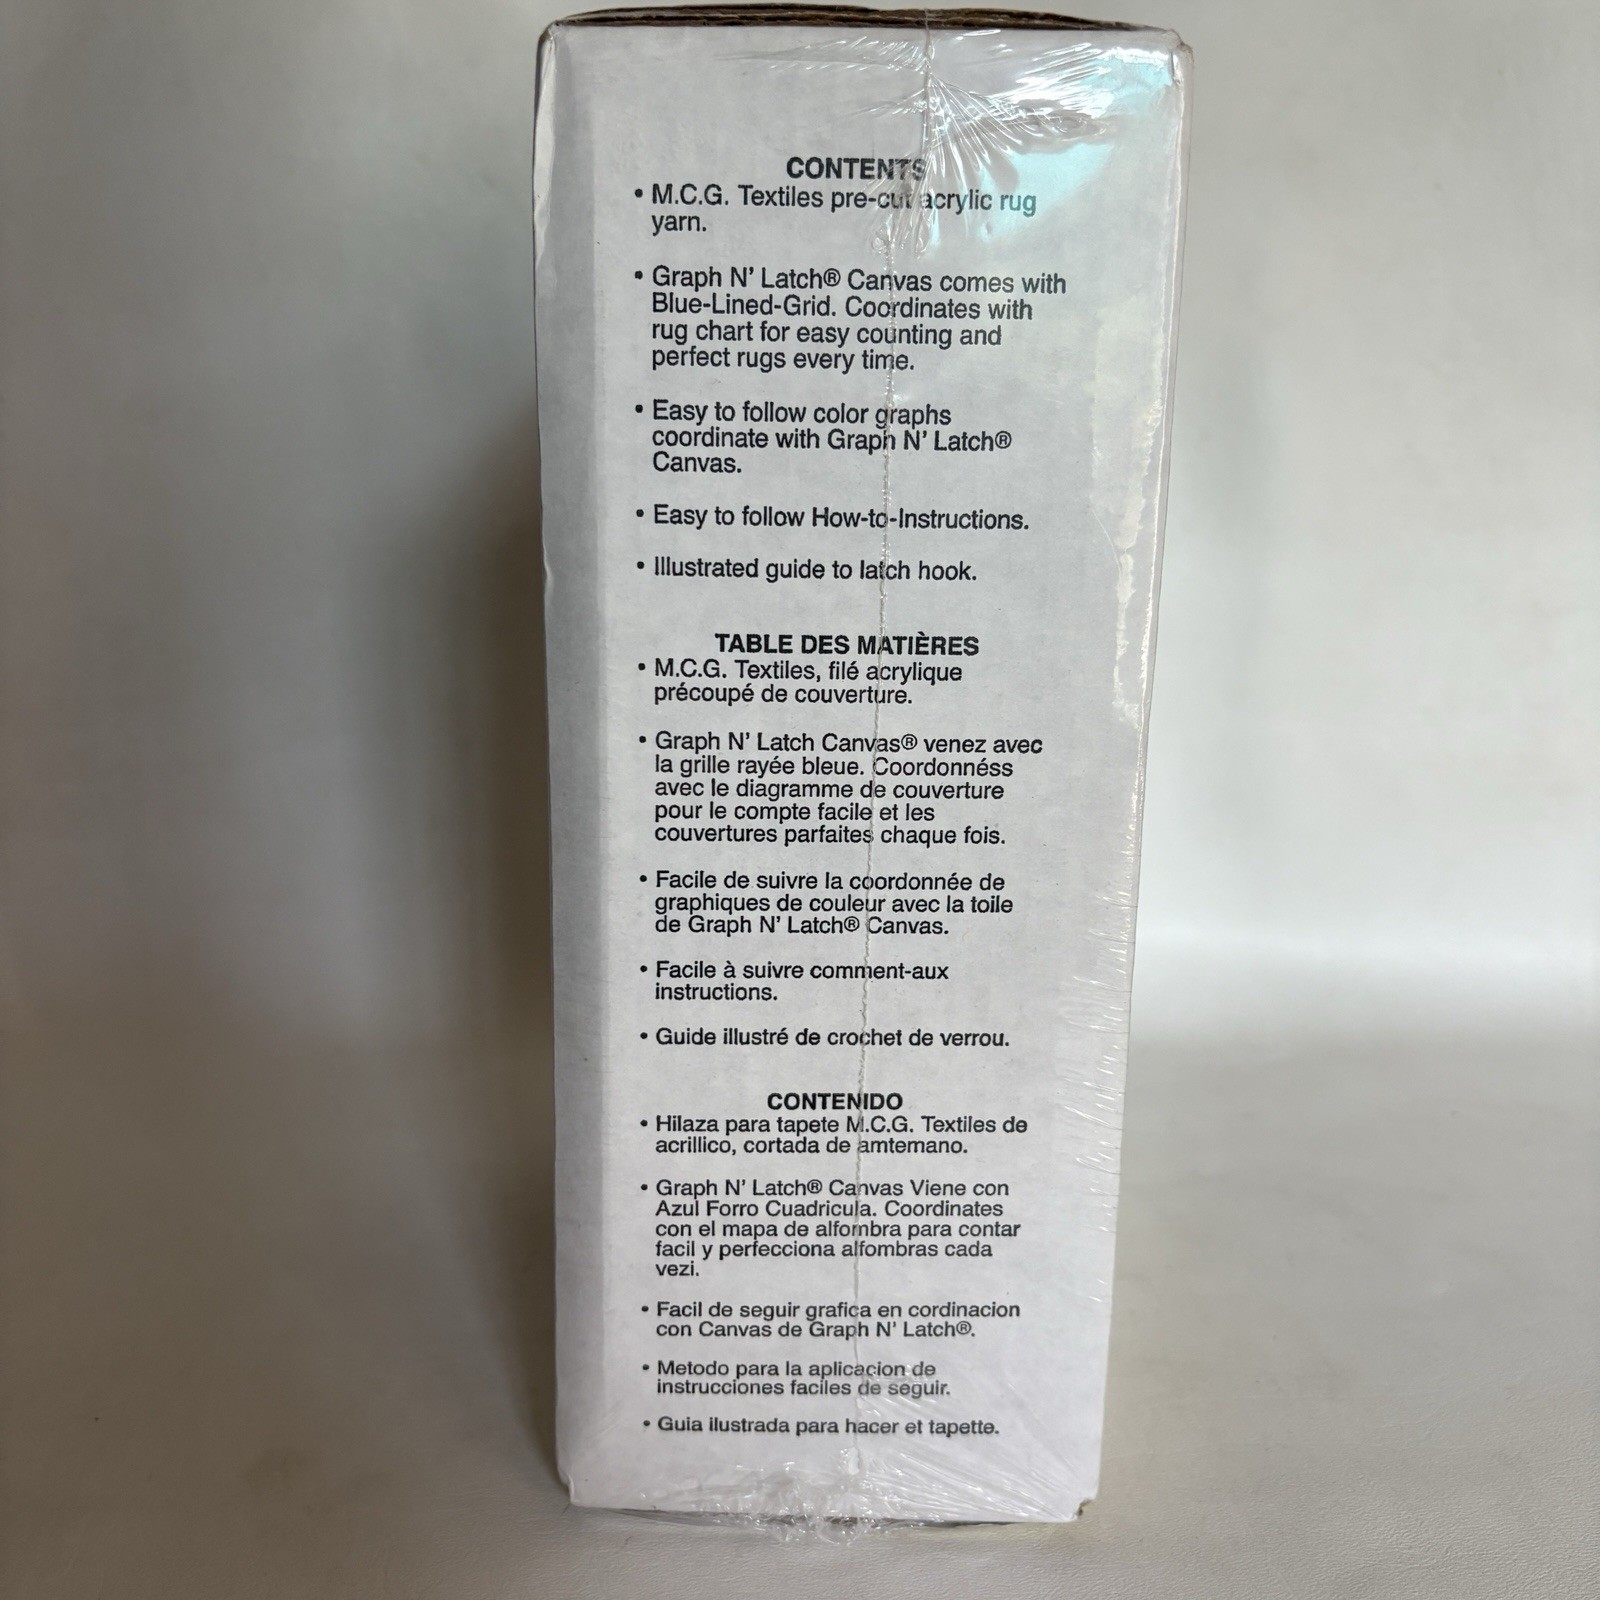 CONTENTS
• M.C.G. Textiles pre-cut acrylic rug
yarn.
• Graph N' Latch® Canvas comes with
Blue-Lined-Grid. Coordinates with
rug chart for easy counting and
perfect rugs every time.
• Easy to follow color graphs
coordinate with Graph N' Latch®
Canvas.
• Easy to follow How-to-Instructions.
• Illustrated guide to latch hook.
TABLE DES MATIÈRES
• M.C.G. Textiles, filé acrylique
précoupé de couverture.
• Graph N' Latch Canvas® venez avec
la grille rayée bleue. Coordonnéss
avec le diagramme de couverture
pour le compte facile et les
couvertures parfaites chaque fois.
• Facile de suivre la coordonnée de
graphiques de couleur avec la toile
de Graph N' Latch® Canvas.
• Facile à suivre comment-aux
instructions.
• Guide illustré de crochet de verrou.
CONTENIDO
• Hilaza para tapete M.C.G. Textiles de
acrillico, cortada de amtemano.
• Graph N' Latch® Canvas Viene con
Azul Forro Cuadricula. Coordinates
con el mapa de alfombra para contar
facil y perfecciona alfombras cada
vezi.
• Facil de seguir grafica en cordinacion
con Canvas de Graph N' Latch®.
• Metodo para la aplicacion de
instrucciones faciles de seguir.
• Guia ilustrada para hacer et tapette.